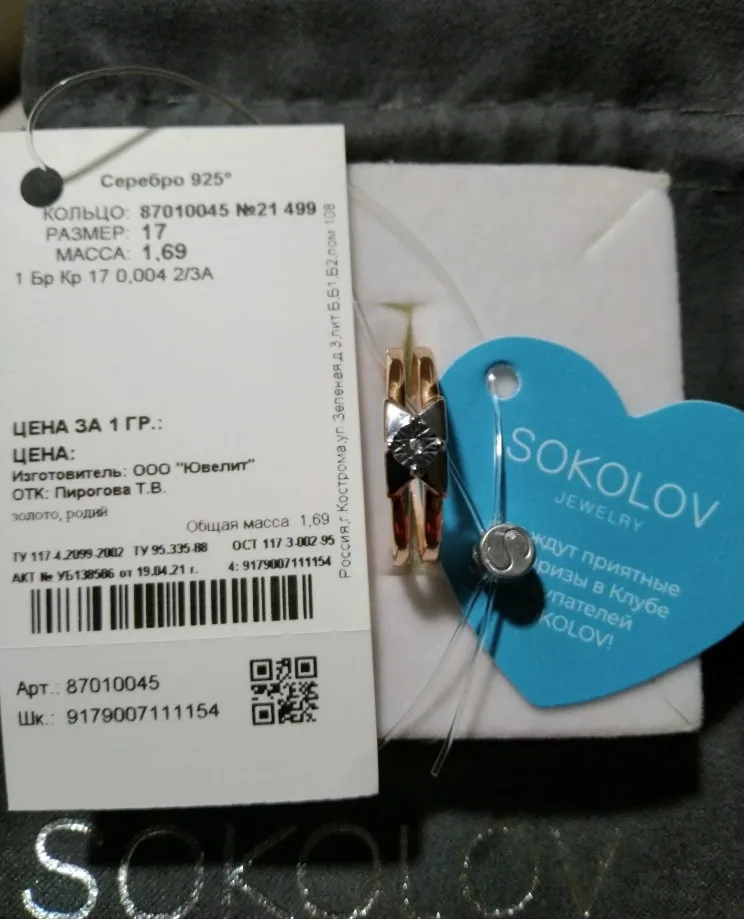 Серебро 925°
КОЛЬЦО: 87010045 №21 499
РАЗМЕР: 17
МАССА: 1,69
1 Бр Кр 17 0,004 2/3А
ЦЕНА ЗА 1 ГР.:
ЦЕНА:
Изготовитель: ООО "Ювелит"
ОТК: Пирогова Т.В.
золото, родий
Общая масса 1,69
ТУ 117-4.2099-2002 ТУ 95.335-88 ОСТ 117-3-002-95
АКТ № УБ138586 от 19.04.21 г. 4: 9179007111154
Россия,г Кострома,ул Зеленая,д 3,лит Б,Б1,Б2,пом 108
Арт.: 87010045
Шк.: 9179007111154
SOKOLOV
JEWELRY
ждут приятные
призы в Клубе
упателей
KOLOV!
SOKOLOV